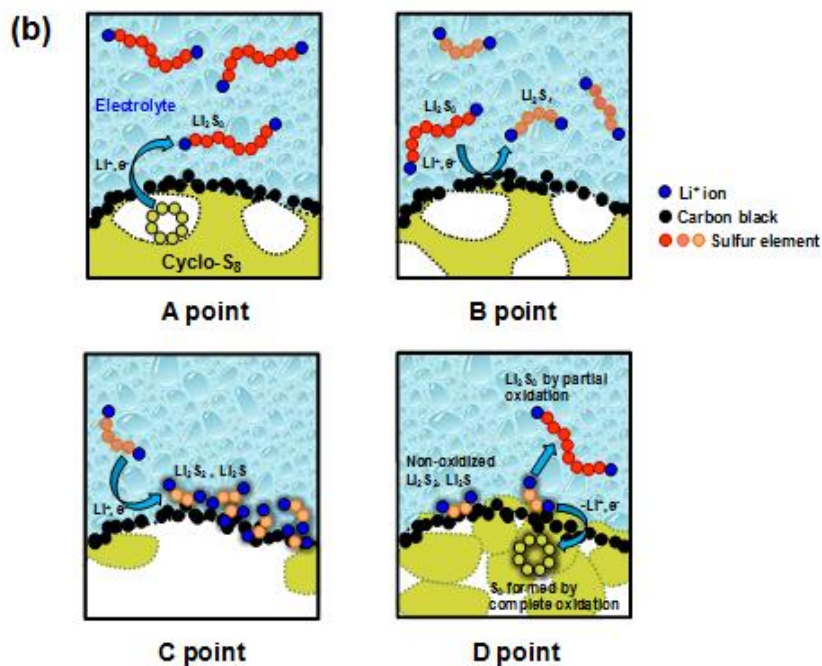 (b)
Electrolyte
Li₂S₈
Li⁺, e⁻
Cyclo-S₈
A point
Li₂S₈
Li₂S₄
Li⁺, e⁻
B point
Li⁺ ion
Carbon black
Sulfur element
Li₂S₂ , Li₂S
Li⁺, e⁻
C point
Li₂S₈ by partial
oxidation
Non-oxidized
Li₂S₂, Li₂S
-Li⁺, e⁻
S₈ formed by
complete oxidation
D point